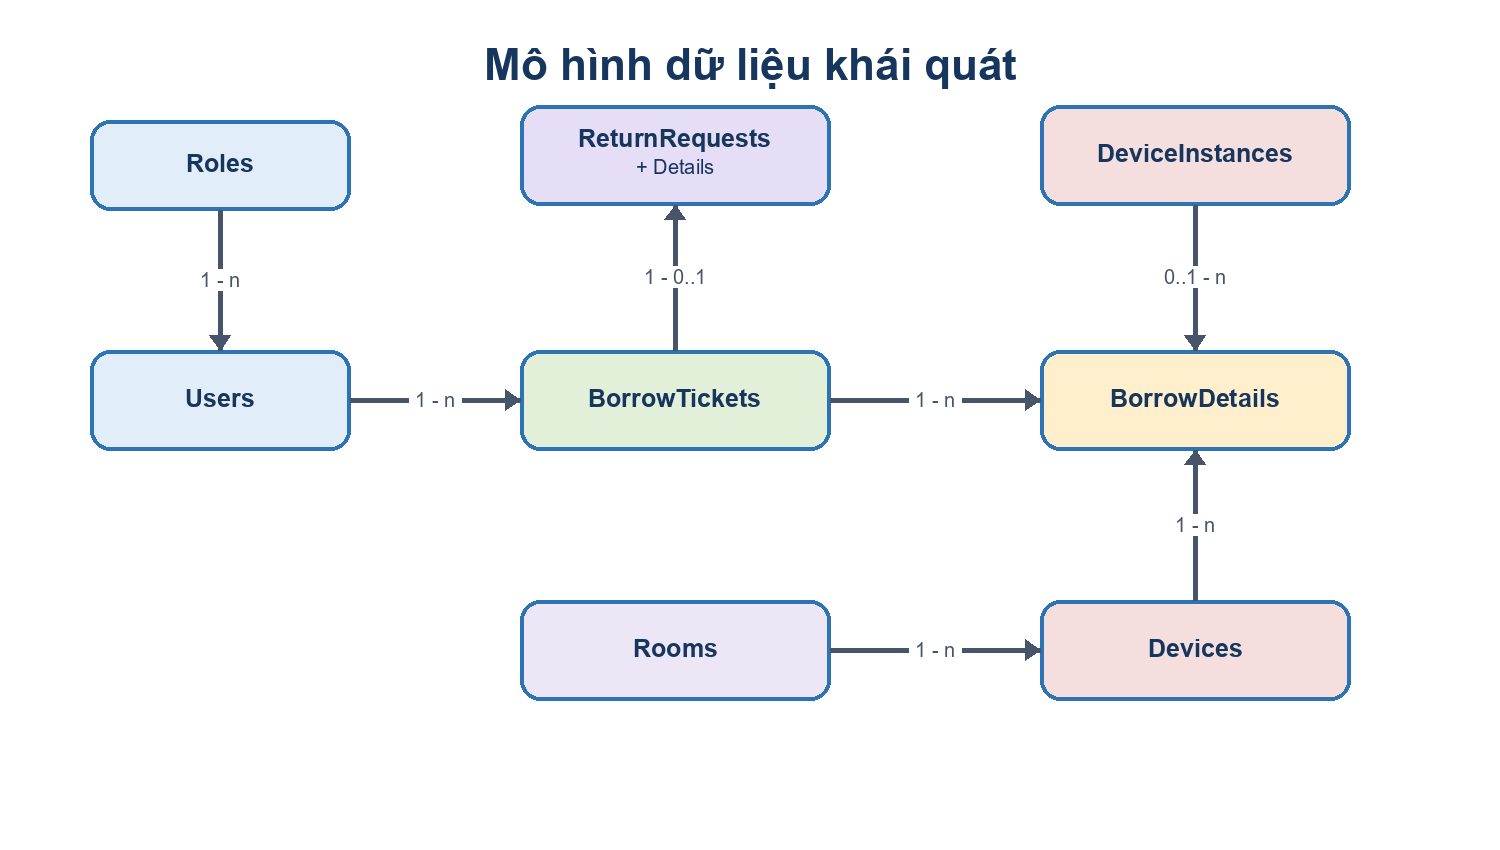 Mô hình dữ liệu khái quát
Roles
ReturnRequests
+ Details
DeviceInstances
1 - n
1 - 0..1
0..1 - n
Users
1 - n
BorrowTickets
1 - n
BorrowDetails
1 - n
Rooms
1 - n
Devices